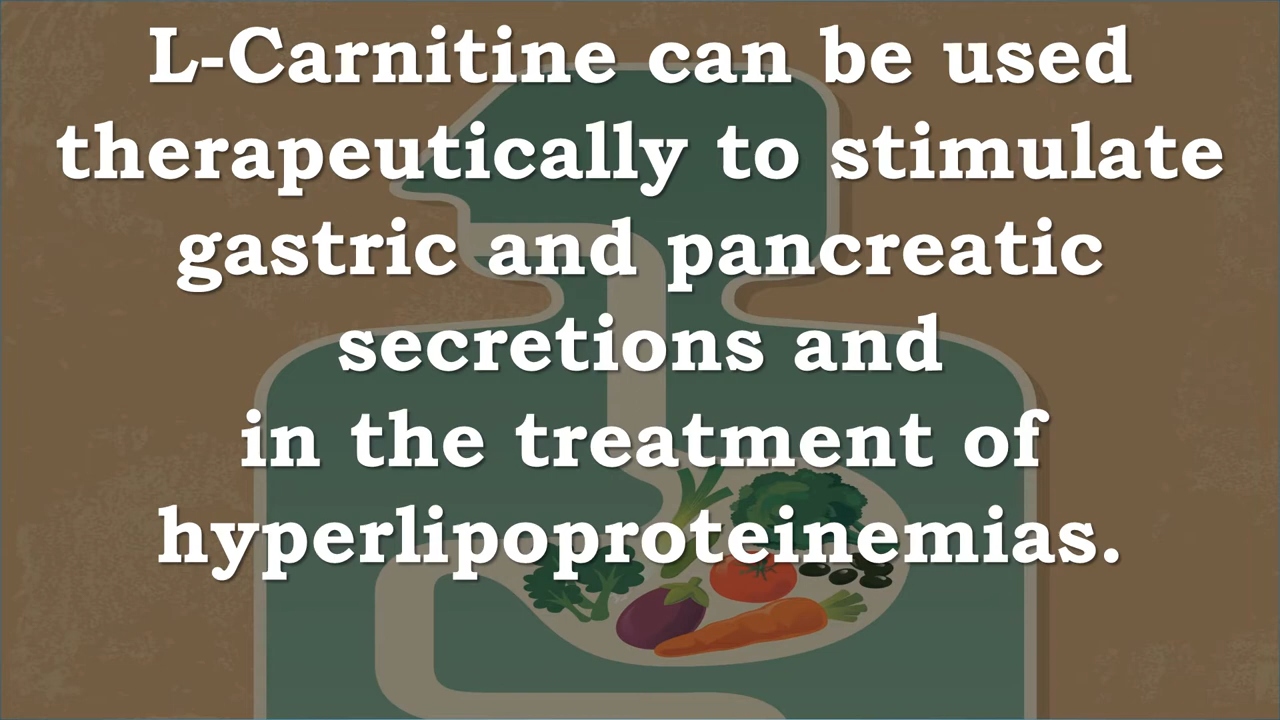 L-Carnitine can be used
therapeutically to stimulate
gastric and pancreatic
secretions and
in the treatment of
hyperlipoproteinemias.